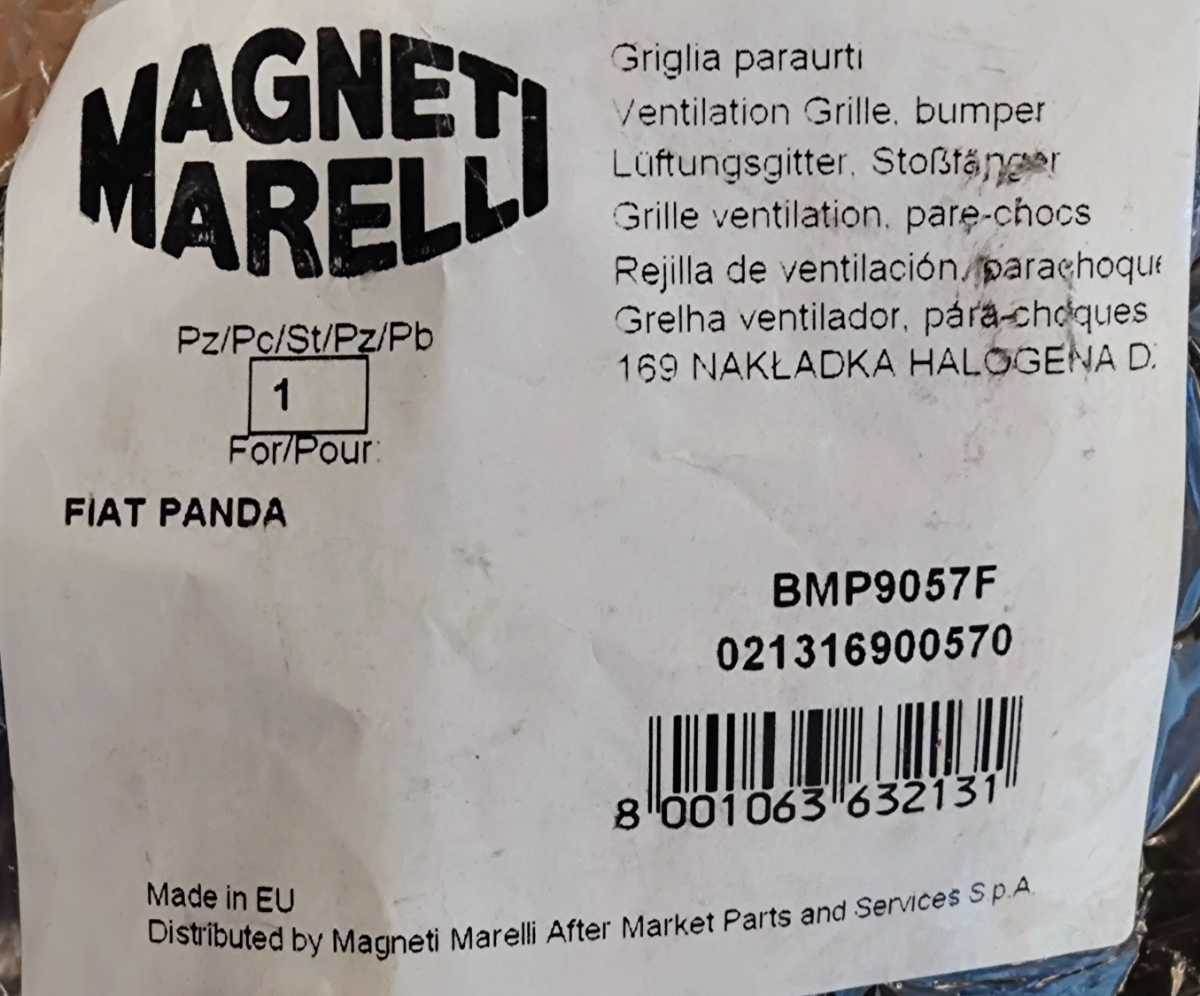 MAGNETI
MARELLI
Pz/Pc/St/Pz/Pb
1
For/Pour:
FIAT PANDA
Griglia paraurti
Ventilation Grille, bumper
Lüftungsgitter, Stoßfänger
Grille ventilation, pare-chocs
Rejilla de ventilación, parachoque
Grelha ventilador, pára-choques
169 NAKŁADKA HALOGENA D.
BMP9057F
021316900570
8 001063 632131
Made in EU
Distributed by Magneti Marelli After Market Parts and Services S.p.A.